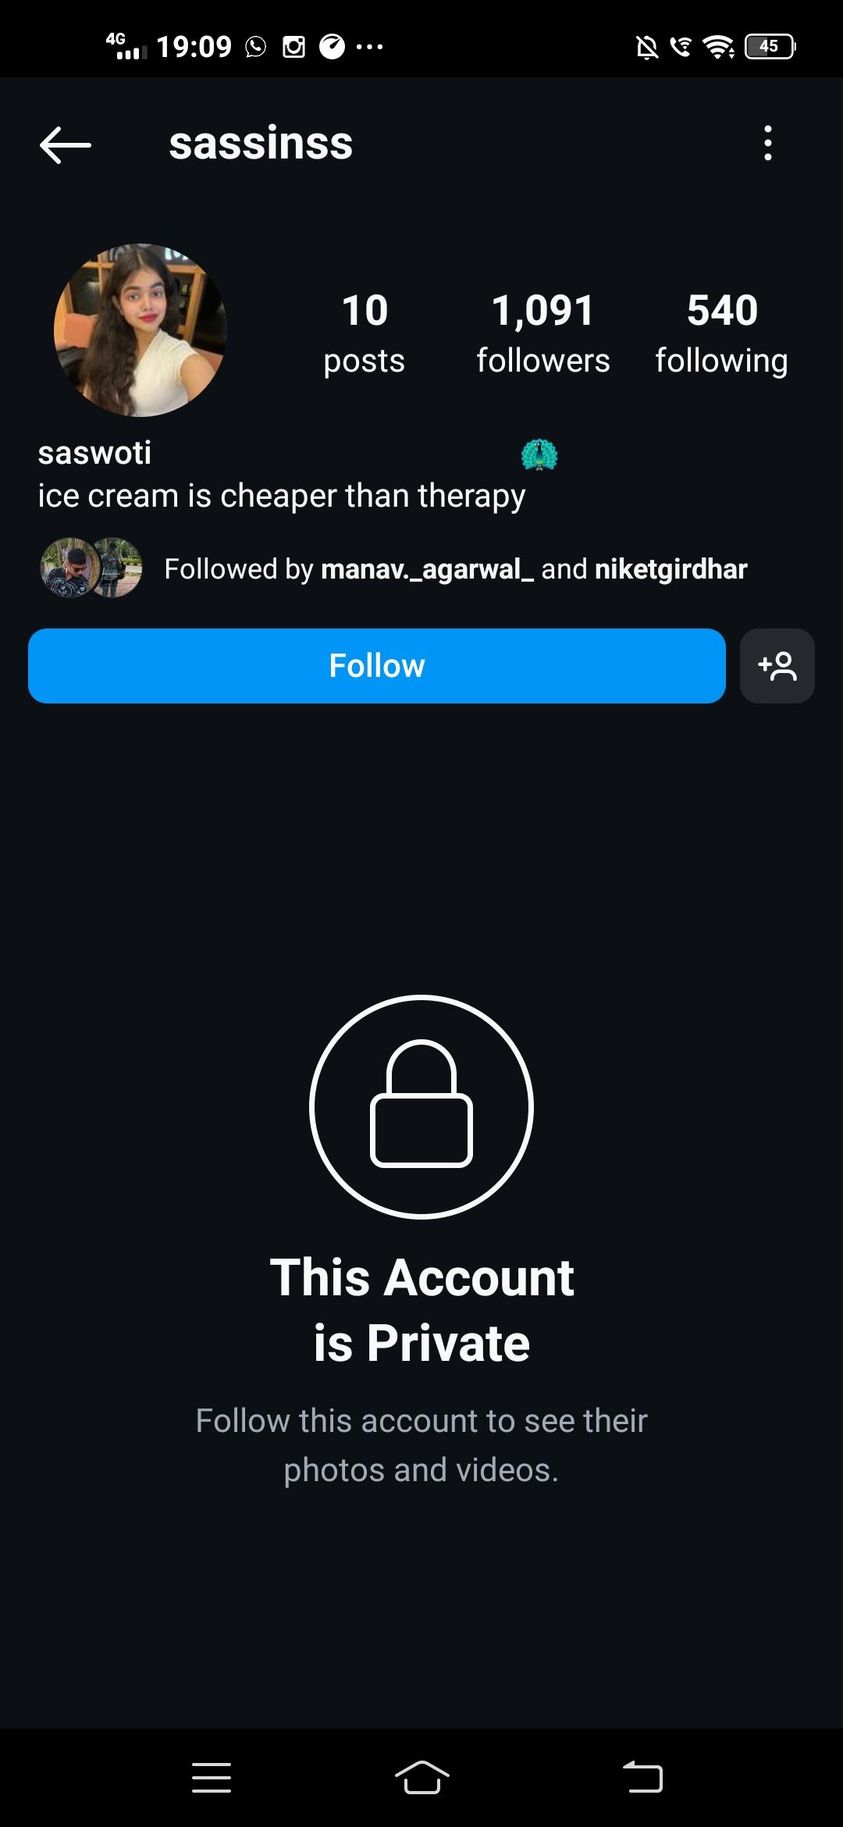 4G 19:09 45
sassinss
10 1,091 540
posts followers following
saswoti
ice cream is cheaper than therapy
Followed by manav._agarwal_ and niketgirdhar
Follow
This Account
is Private
Follow this account to see their
photos and videos.